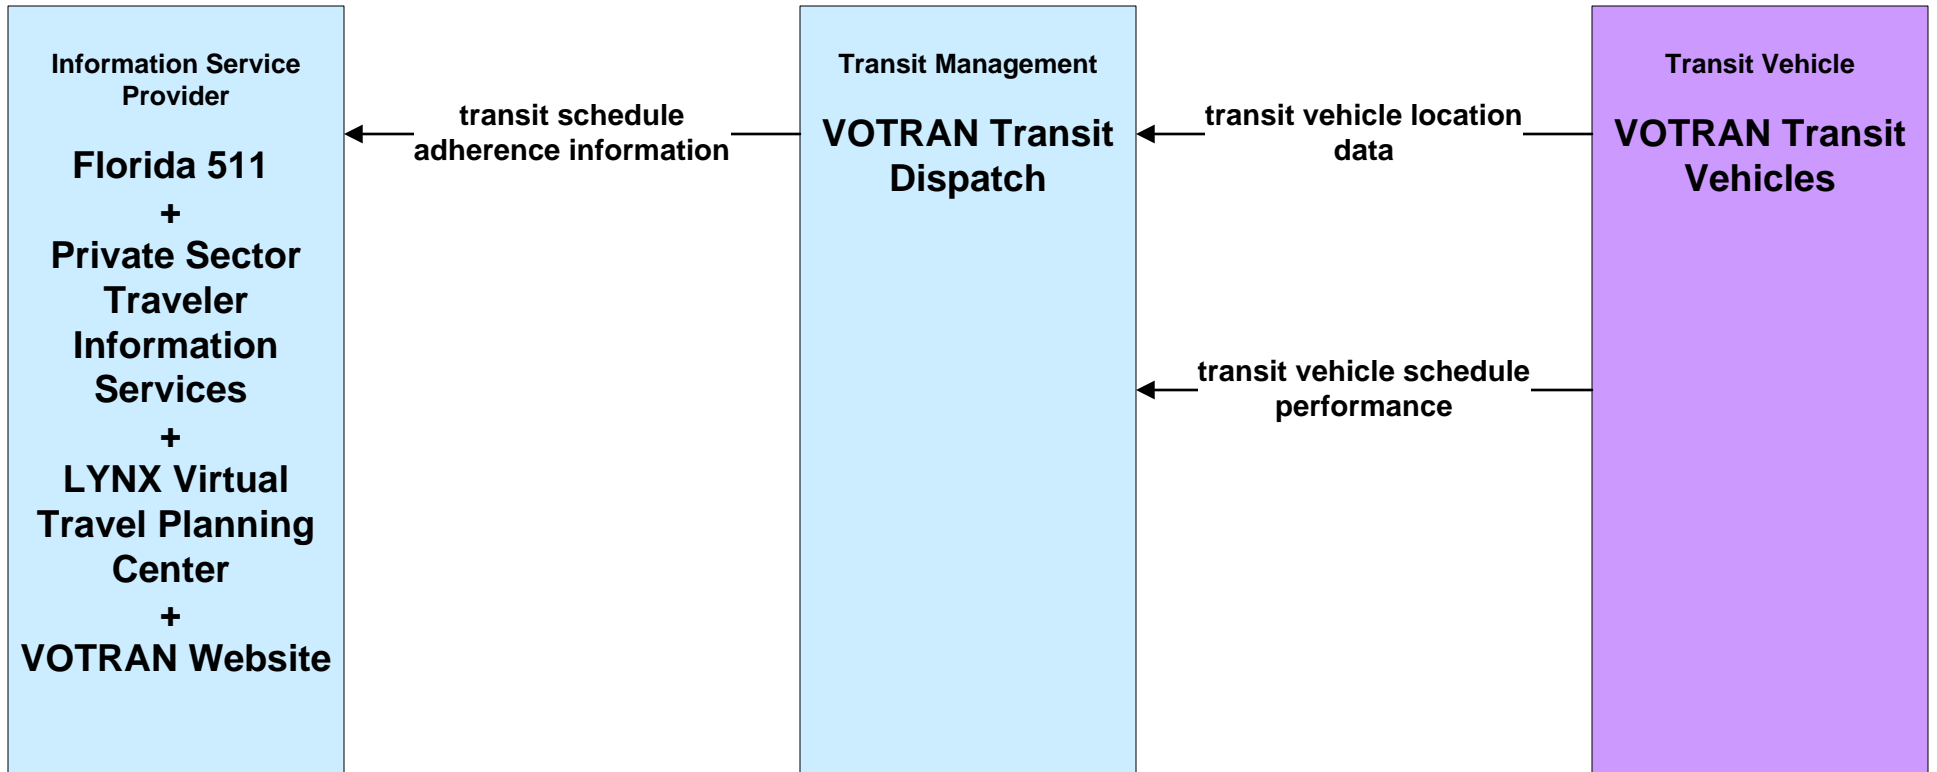 Information Service
Provider
Florida 511
+
Private Sector
Traveler
Information
Services
+
LYNX Virtual
Travel Planning
Center
+
VOTRAN Website
transit schedule
adherence information
Transit Management
VOTRAN Transit
Dispatch
transit vehicle location
data
transit vehicle schedule
performance
Transit Vehicle
VOTRAN Transit
Vehicles